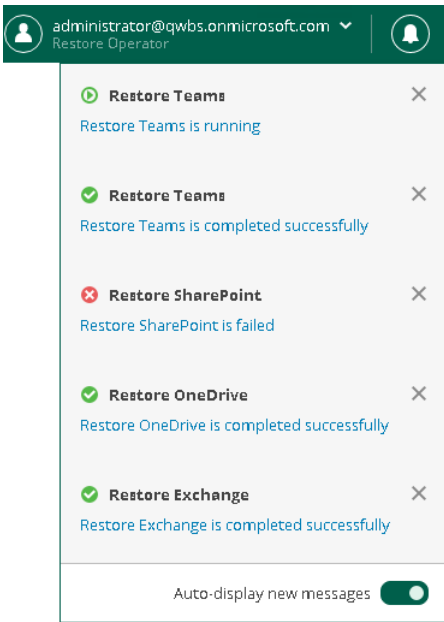 administrator@qwbs.onmicrosoft.com
Restore Operator
Restore Teams
Restore Teams is running
Restore Teams
Restore Teams is completed successfully
Restore SharePoint
Restore SharePoint is failed
Restore OneDrive
Restore OneDrive is completed successfully
Restore Exchange
Restore Exchange is completed successfully
Auto-display new messages